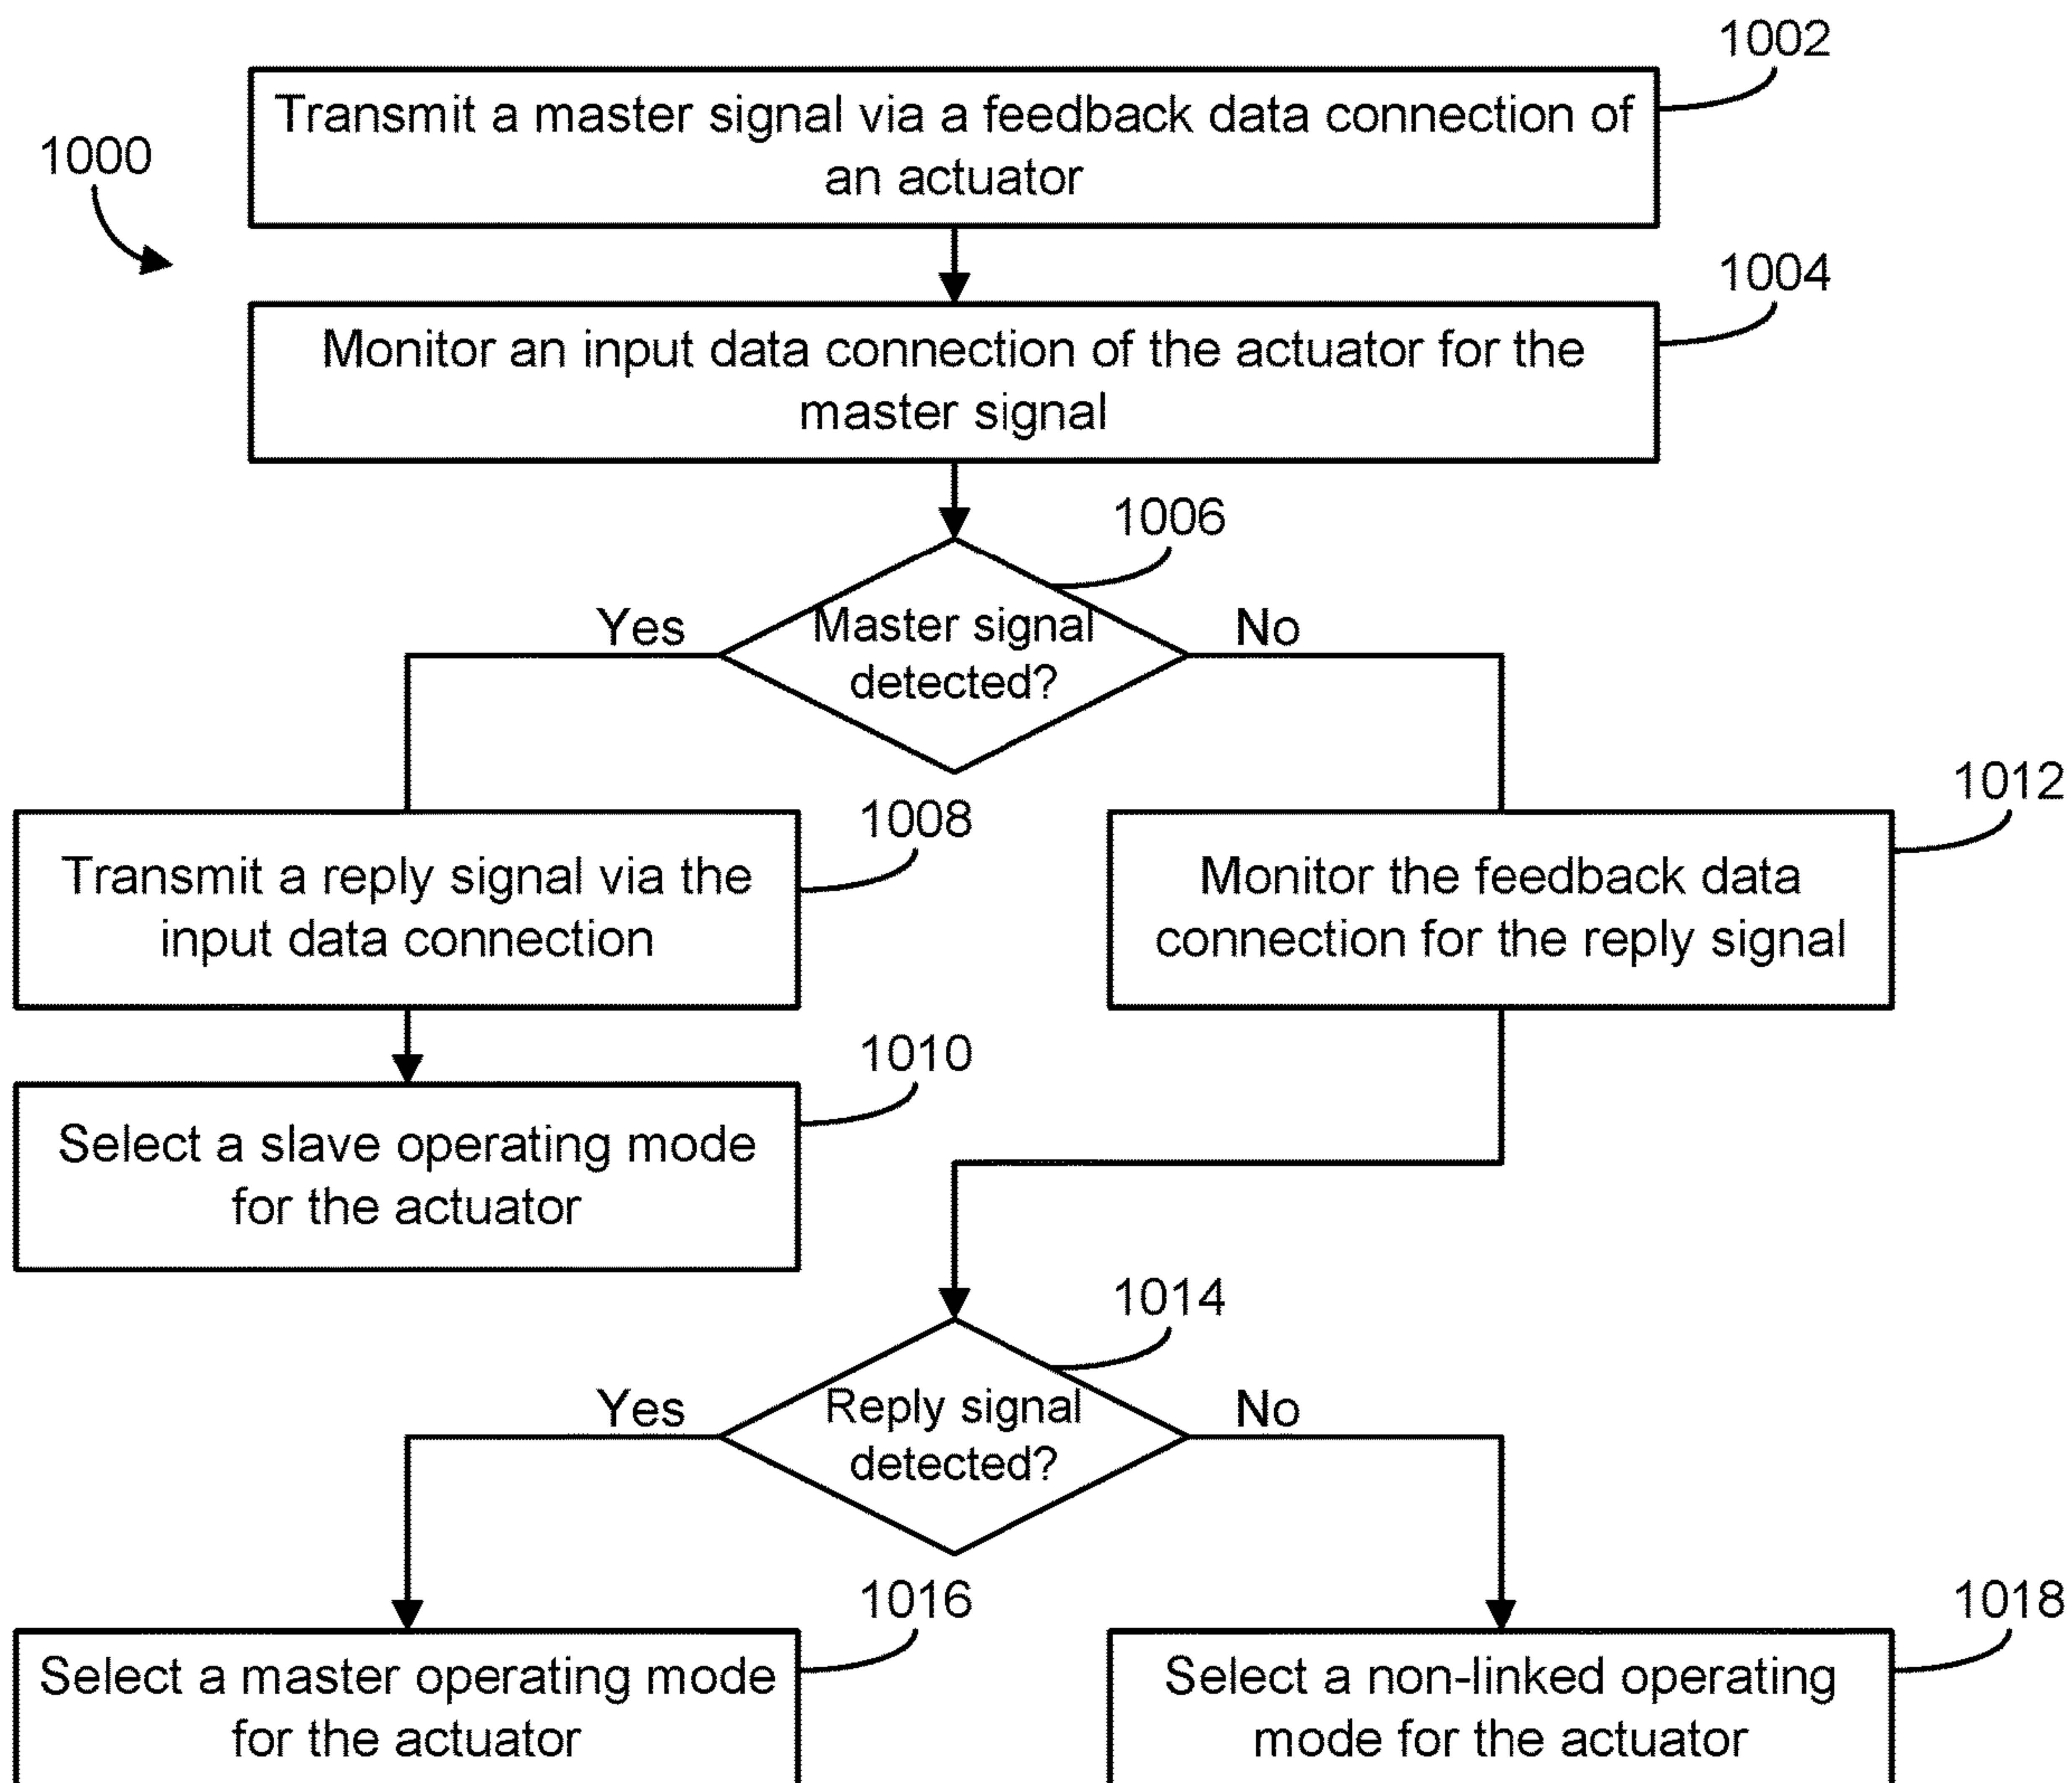 1002
Transmit a master signal via a feedback data connection of
an actuator
1000
1004
Monitor an input data connection of the actuator for the
master signal
1006
Yes
Master signal
detected?
No
1008
Transmit a reply signal via the
input data connection
1012
Monitor the feedback data
connection for the reply signal
1010
Select a slave operating mode
for the actuator
1014
Yes
Reply signal
detected?
No
1016
Select a master operating mode
for the actuator
1018
Select a non-linked operating
mode for the actuator